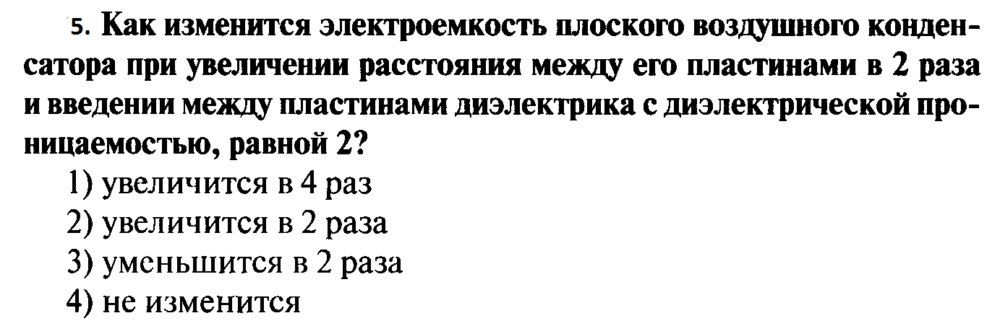 5. Как изменится электроемкость плоского воздушного конден-
сатора при увеличении расстояния между его пластинами в 2 раза
и введении между пластинами диэлектрика с диэлектрической про-
ницаемостью, равной 2?
1) увеличится в 4 раз
2) увеличится в 2 раза
3) уменьшится в 2 раза
4) не изменится